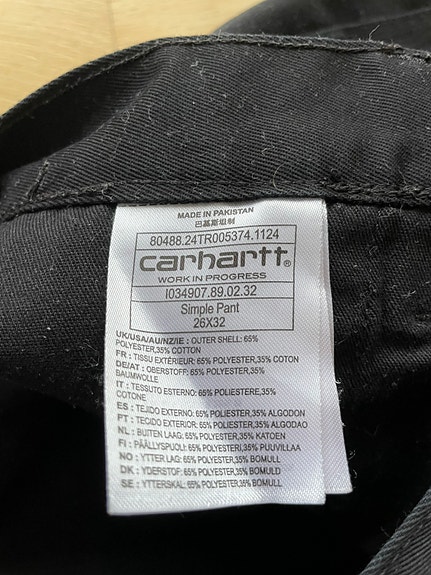 MADE IN PAKISTAN
巴基斯坦制
80488.24TR005374.1124
carhartt®
WORK IN PROGRESS
I034907.89.02.32
Simple Pant
26X32
UK/USA/AU/NZ/IE : OUTER SHELL: 65%
POLYESTER,35% COTTON
FR : TISSU EXTÉRIEUR: 65% POLYESTER,35% COTON
DE/AT : OBERSTOFF: 65% POLYESTER,35%
BAUMWOLLE
IT : TESSUTO ESTERNO: 65% POLIESTERE,35%
COTONE
ES : TEJIDO EXTERNO: 65% POLIESTER,35% ALGODON
PT : TECIDO EXTERIOR: 65% POLIESTER,35% ALGODAO
NL : BUITEN LAAG: 65% POLYESTER,35% KATOEN
FI : PÄÄLLYSPUOLI: 65% POLYESTERI,35% PUUVILLAA
NO : YTTER LAG: 65% POLYESTER,35% BOMULL
DK : YDERSTOF: 65% POLYESTER,35% BOMULD
SE : YTTERSKAL: 65% POLYESTER,35% BOMULL